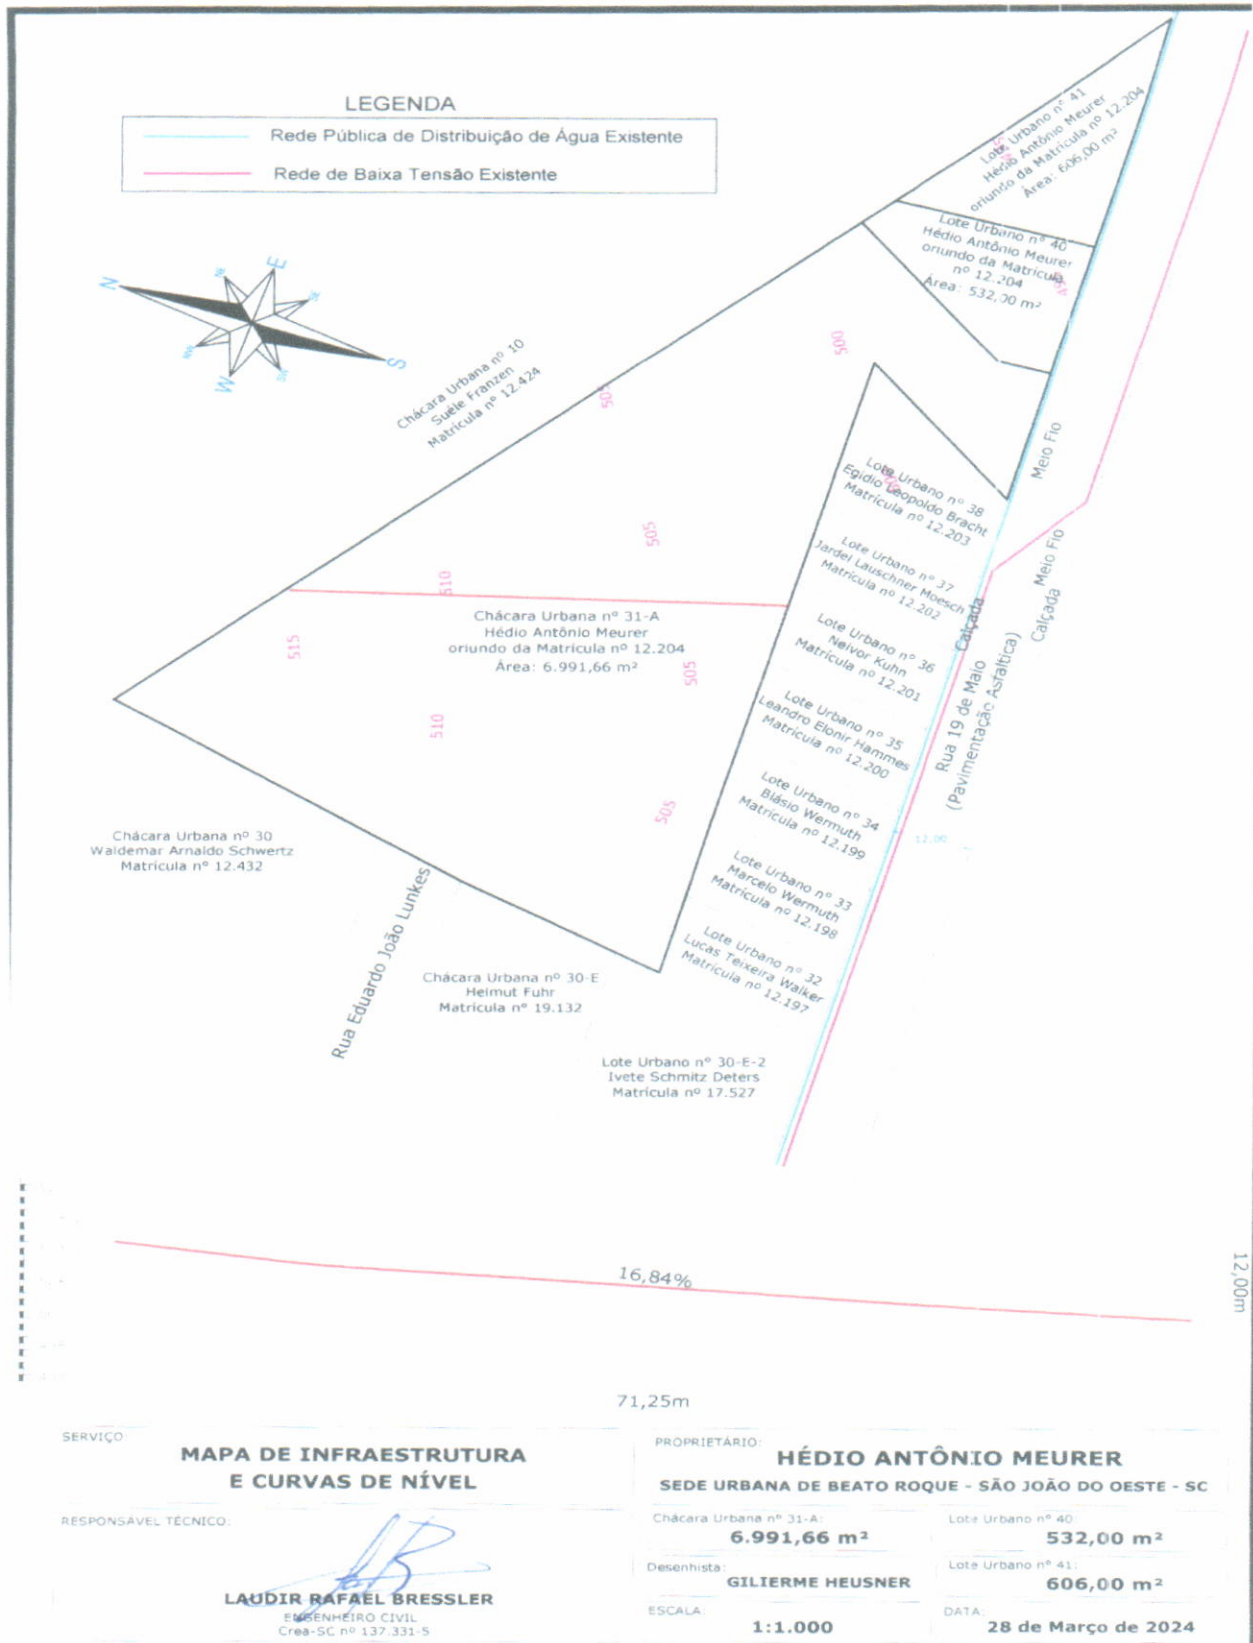 LEGENDA
Rede Pública de Distribuição de Água Existente
Rede de Baixa Tensão Existente
N
NE
E
SE
S
W
Lote Urbano nº 41
Hédio Antônio Meurer
oriundo da Matrícula nº 12.204
Área: 606,00 m²
Lote Urbano nº 40
Hédio Antônio Meurer
oriundo da Matrícula
nº 12.204
Área: 532,00 m²
Chácara Urbana nº 10
Suéle Franzen
Matrícula nº 12.424
500
505
505
510
515
510
505
505
Chácara Urbana nº 31-A
Hédio Antônio Meurer
oriundo da Matrícula nº 12.204
Área: 6.991,66 m²
Lote Urbano nº 38
Egídio Leopoldo Bracht
Matrícula nº 12.203
Lote Urbano nº 37
Jardel Lauschner Moesch
Matrícula nº 12.202
Lote Urbano nº 36
Neivor Kuhn
Matrícula nº 12.201
Lote Urbano nº 35
Leandro Elonir Hammes
Matrícula nº 12.200
Lote Urbano nº 34
Blásio Wermuth
Matrícula nº 12.199
Lote Urbano nº 33
Marcelo Wermuth
Matrícula nº 12.198
Lote Urbano nº 32
Lucas Teixeira Walker
Matrícula nº 12.197
Meio Fio
Meio Fio
Calçada
Calçada
Rua 19 de Maio
(Pavimentação Asfáltica)
12,00
Chácara Urbana nº 30
Waldemar Arnaldo Schwertz
Matrícula nº 12.432
Rua Eduardo João Lunkes
Chácara Urbana nº 30-E
Helmut Fuhr
Matrícula nº 19.132
Lote Urbano nº 30-E-2
Ivete Schmitz Deters
Matrícula nº 17.527
16,84%
12,00m
71,25m
SERVIÇO:
MAPA DE INFRAESTRUTURA
E CURVAS DE NÍVEL
PROPRIETÁRIO:
HÉDIO ANTÔNIO MEURER
SEDE URBANA DE BEATO ROQUE - SÃO JOÃO DO OESTE - SC
RESPONSÁVEL TÉCNICO:
LAUDIR RAFAEL BRESSLER
ENGENHEIRO CIVIL
Crea-SC nº 137.331-5
Chácara Urbana nº 31-A:
6.991,66 m²
Lote Urbano nº 40:
532,00 m²
Desenhista:
GILIERME HEUSNER
Lote Urbano nº 41:
606,00 m²
ESCALA:
1:1.000
DATA:
28 de Março de 2024